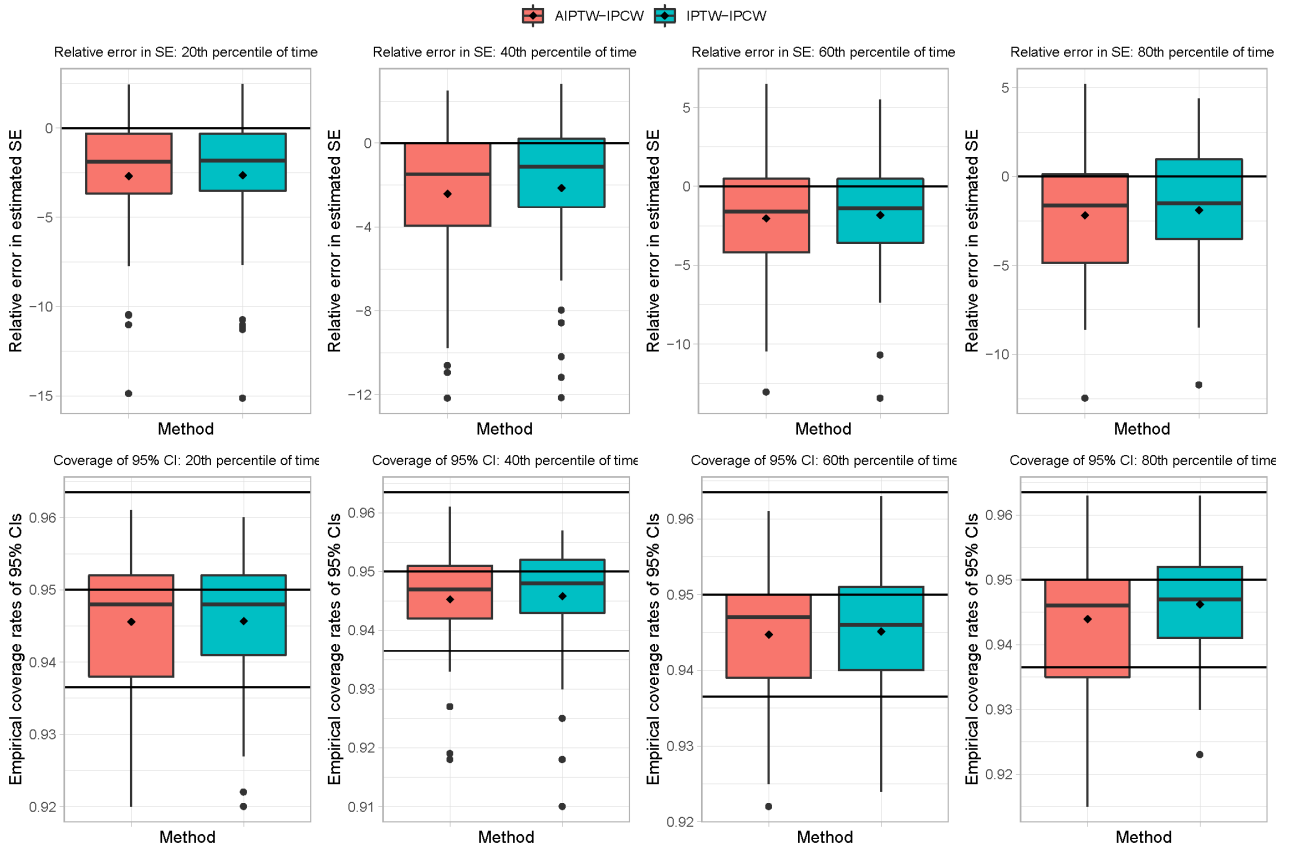 AIPTW−IPCW IPTW−IPCW
Relative error in SE: 20th percentile of time
Relative error in SE: 40th percentile of time
Relative error in SE: 60th percentile of time
Relative error in SE: 80th percentile of time
Relative error in estimated SE
0
−5
−10
−15
Method
Relative error in estimated SE
0
−4
−8
−12
Method
Relative error in estimated SE
5
0
−5
−10
Method
Relative error in estimated SE
5
0
−5
−10
Method
Coverage of 95% CI: 20th percentile of time
Coverage of 95% CI: 40th percentile of time
Coverage of 95% CI: 60th percentile of time
Coverage of 95% CI: 80th percentile of time
Empirical coverage rates of 95% CIs
0.96
0.95
0.94
0.93
0.92
Method
Empirical coverage rates of 95% CIs
0.96
0.95
0.94
0.93
0.92
0.91
Method
Empirical coverage rates of 95% CIs
0.96
0.95
0.94
0.93
0.92
Method
Empirical coverage rates of 95% CIs
0.96
0.95
0.94
0.93
0.92
Method